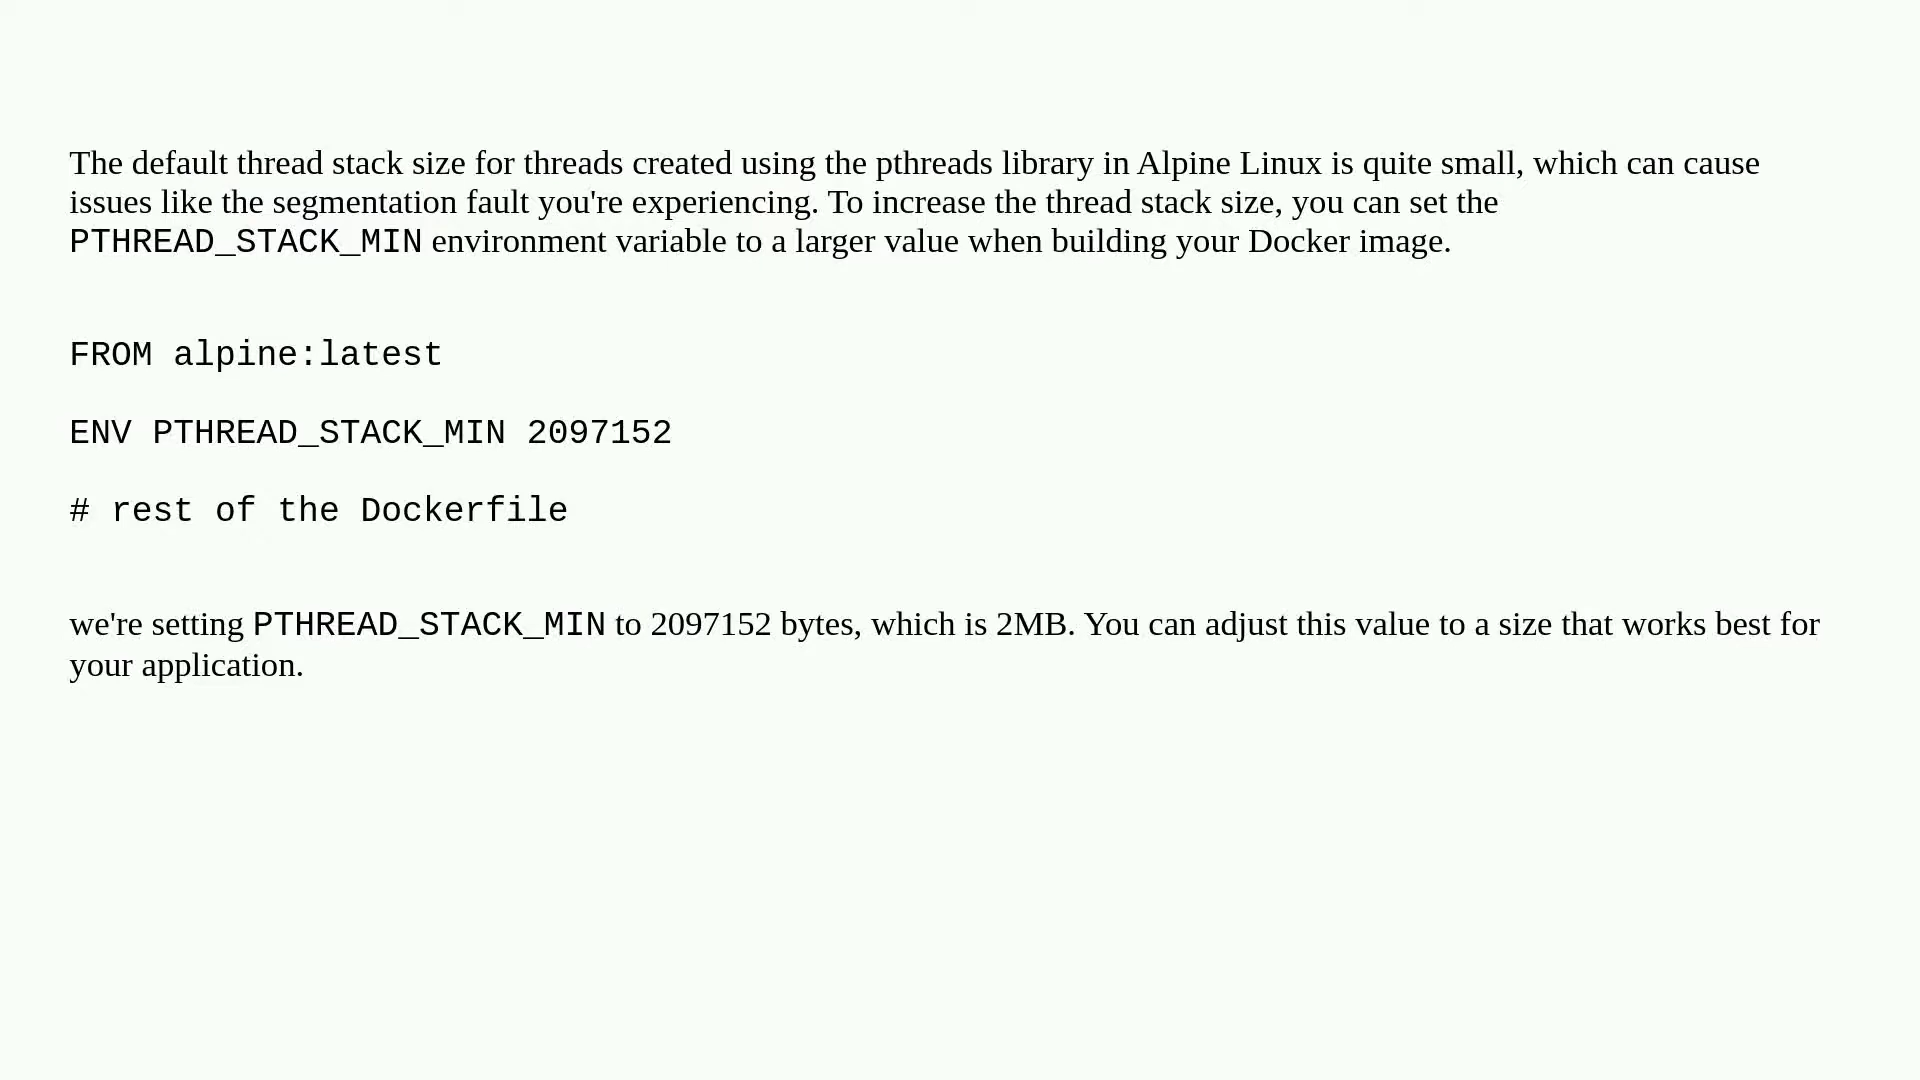 The default thread stack size for threads created using the pthreads library in Alpine Linux is quite small, which can cause
issues like the segmentation fault you're experiencing. To increase the thread stack size, you can set the
PTHREAD_STACK_MIN environment variable to a larger value when building your Docker image.
FROM alpine:latest
ENV PTHREAD_STACK_MIN 2097152
# rest of the Dockerfile
we're setting PTHREAD_STACK_MIN to 2097152 bytes, which is 2MB. You can adjust this value to a size that works best for
your application.